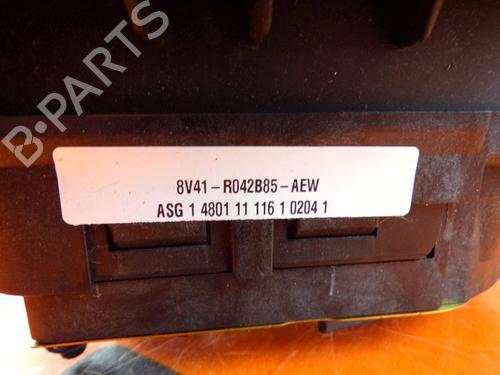 B-PARTS
8V41-R042B85-AEW
ASG 1 4801 11 116 1 0204 1